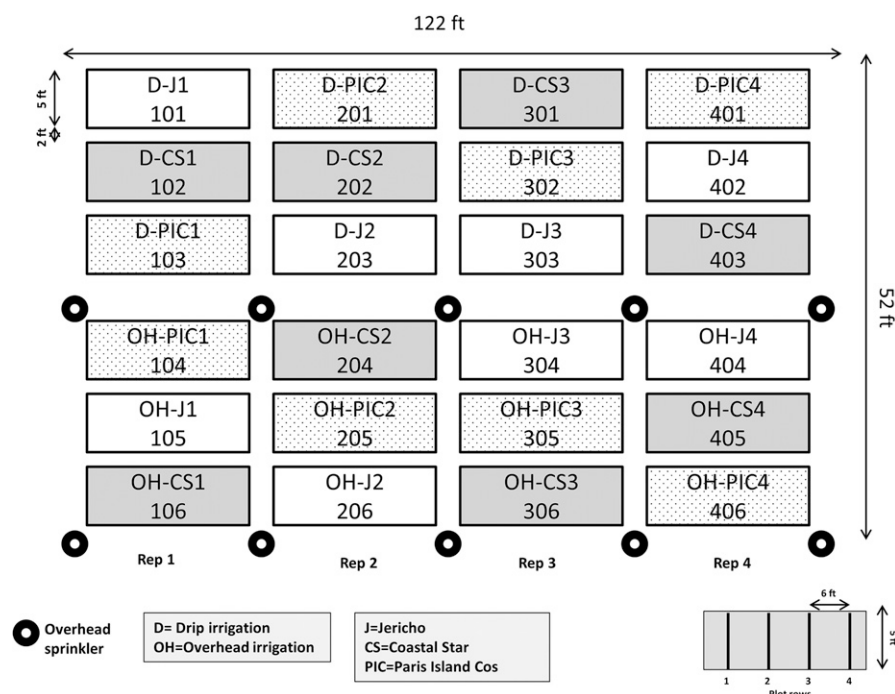 122 ft
D-J1
101
D-PIC2
201
D-CS3
301
D-PIC4
401
5 ft
2 ft
D-CS1
102
D-CS2
202
D-PIC3
302
D-J4
402
D-PIC1
103
D-J2
203
D-J3
303
D-CS4
403
52 ft
OH-PIC1
104
OH-CS2
204
OH-J3
304
OH-J4
404
OH-J1
105
OH-PIC2
205
OH-PIC3
305
OH-CS4
405
OH-CS1
106
OH-J2
206
OH-CS3
306
OH-PIC4
406
Rep 1
Rep 2
Rep 3
Rep 4
Overhead
sprinkler
D= Drip irrigation
OH=Overhead irrigation
J=Jericho
CS=Coastal Star
PIC=Paris Island Cos
6 ft
5 ft
1 2 3 4
Plot rows